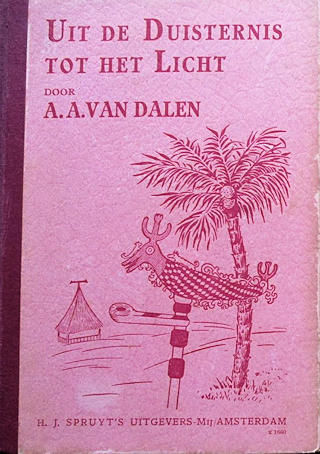 UIT DE DUISTERNIS
TOT HET LICHT
DOOR
A. A. VAN DALEN
H. J. SPRUYT'S UITGEVERS-MIJ AMSTERDAM